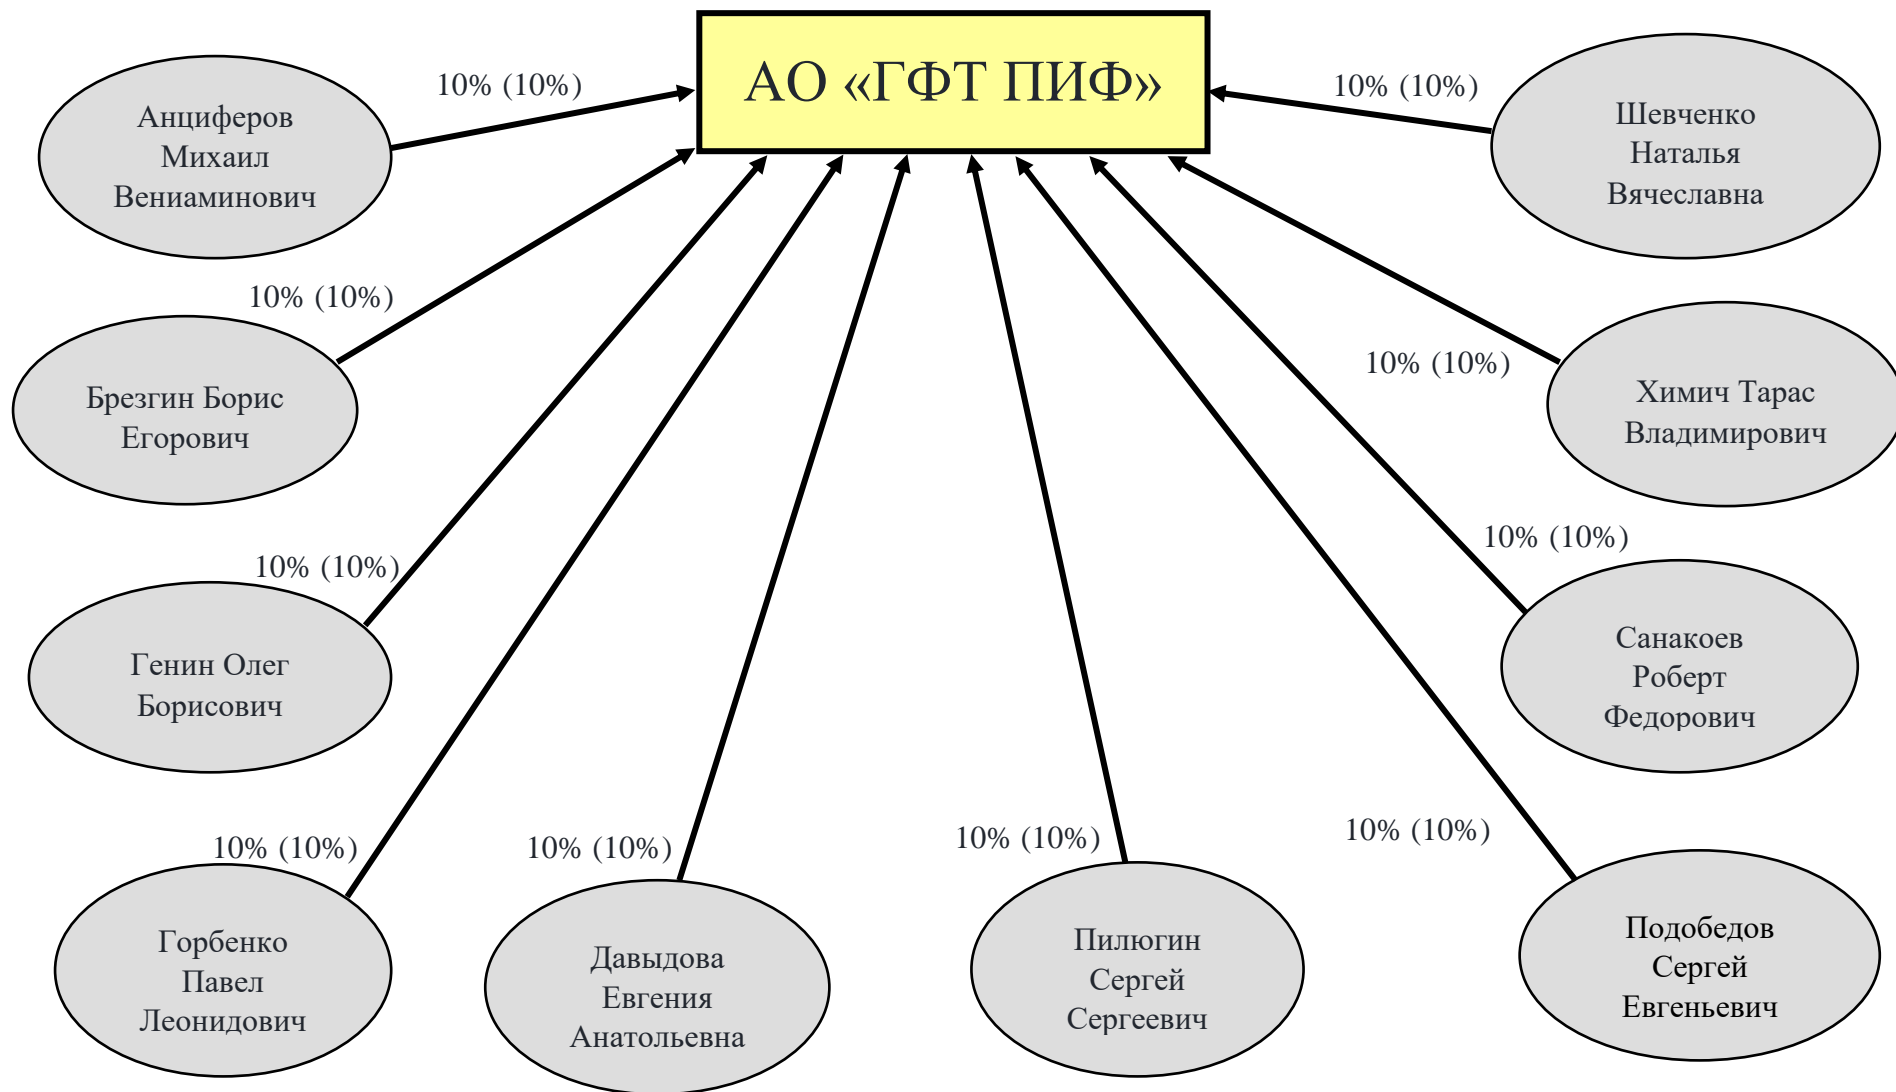 АО «ГФТ ПИФ»
10% (10%)
Анциферов
Михаил
Вениаминович
10% (10%)
Шевченко
Наталья
Вячеславна
10% (10%)
Брезгин Борис
Егорович
10% (10%)
Химич Тарас
Владимирович
10% (10%)
Генин Олег
Борисович
10% (10%)
Санакоев
Роберт
Федорович
10% (10%)
Горбенко
Павел
Леонидович
10% (10%)
Давыдова
Евгения
Анатольевна
10% (10%)
Пилюгин
Сергей
Сергеевич
10% (10%)
Подобедов
Сергей
Евгеньевич